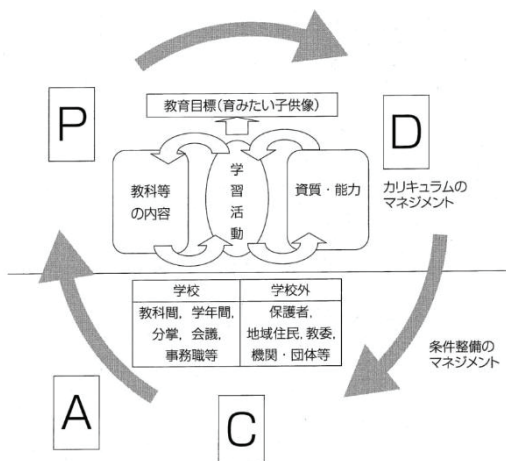 P
教育目標(育みたい子供像)
D
教科等
の内容
学
習
活
動
資質・能力
カリキュラムの
マネジメント
学校
学校外
教科間, 学年間,
分掌, 会議,
事務職等
保護者,
地域住民, 教委,
機関・団体等
条件整備の
マネジメント
A
C